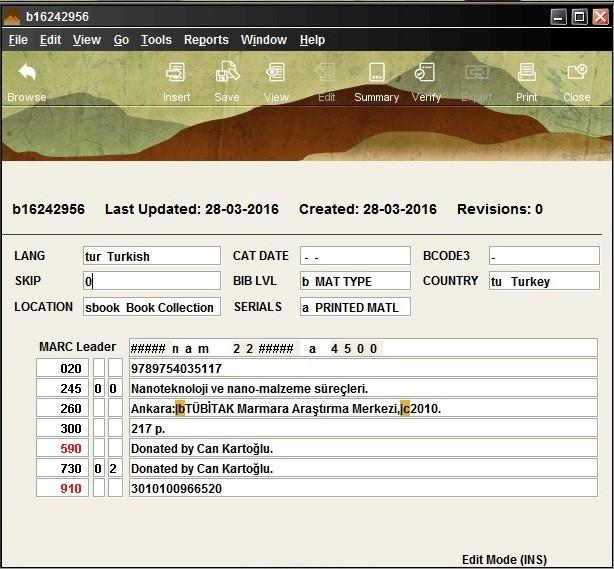 b16242956
File Edit View Go Tools Reports Window Help
Browse Insert Save View Edit Summary Verify Export Print Close
b16242956 Last Updated: 28-03-2016 Created: 28-03-2016 Revisions: 0
LANG tur Turkish CAT DATE - - BCODE3 -
SKIP 0 BIB LVL b MAT TYPE COUNTRY tu Turkey
LOCATION sbook Book Collection SERIALS a PRINTED MATL
MARC Leader ##### n a m 2 2 ##### a 4 5 0 0
020 9789754035117
245 0 0 Nanoteknoloji ve nano-malzeme süreçleri.
260 Ankara:|bTÜBİTAK Marmara Araştırma Merkezi,|c2010.
300 217 p.
590 Donated by Can Kartoğlu.
730 0 2 Donated by Can Kartoğlu.
910 3010100966520
Edit Mode (INS)